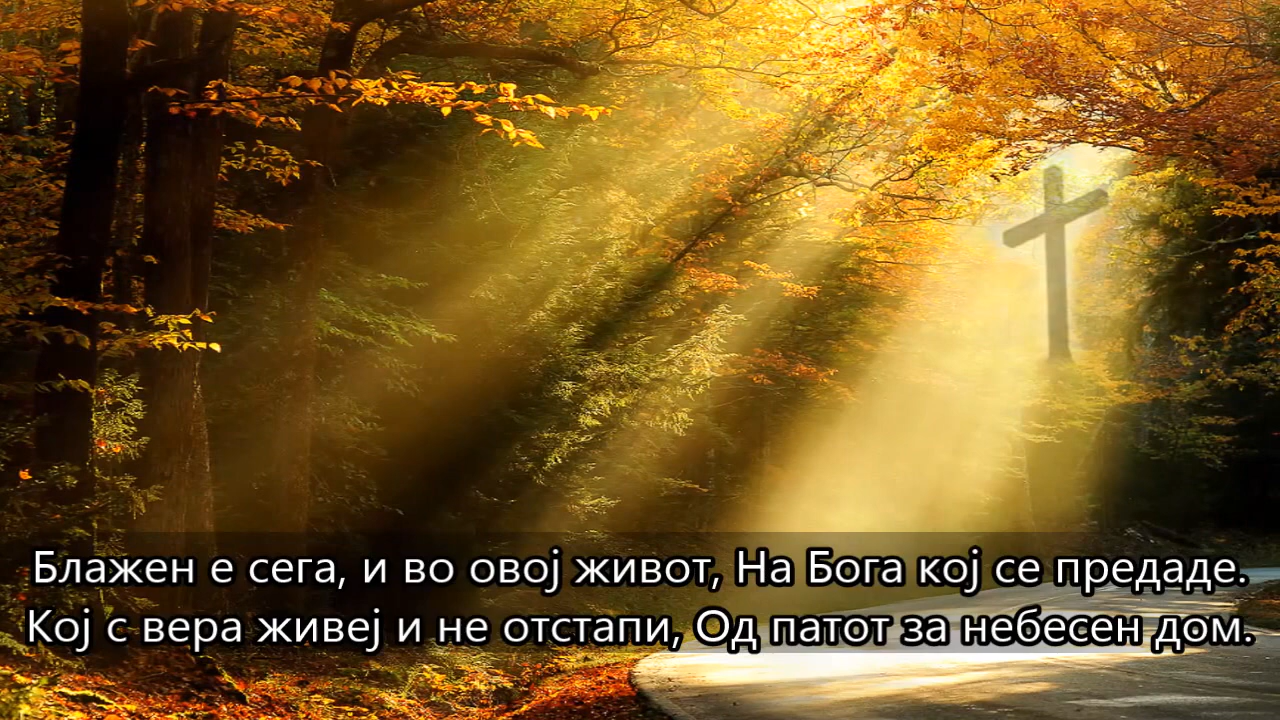 Блажен е сега, и во овој живот, На Бога кој се предаде.
Кој с вера живеј и не отстапи, Од патот за небесен дом.